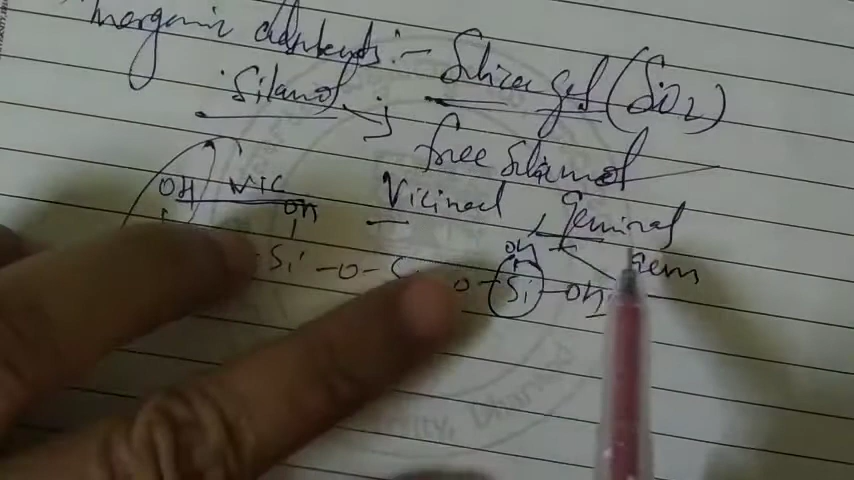 Inorganic adsorbents :- Silica gel (SiO2)
Silanol
free Silanol
OH Vic Vicinal Geminal
OH OH Gem
Si - O - S O - Si - OH